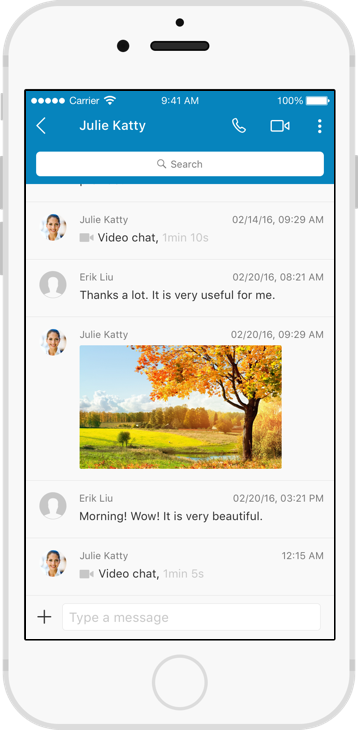 Carrier 9:41 AM 100%
Julie Katty
Search
Julie Katty 02/14/16, 09:29 AM
Video chat, 1min 10s
Erik Liu 02/20/16, 08:21 AM
Thanks a lot. It is very useful for me.
Julie Katty 02/20/16, 09:29 AM
Erik Liu 02/20/16, 03:21 PM
Morning! Wow! It is very beautiful.
Julie Katty 12:15 AM
Video chat, 1min 5s
Type a message